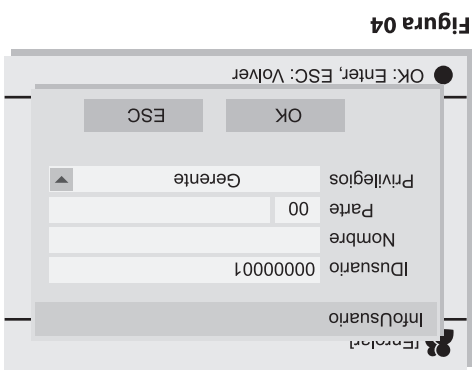 [Enrolar]
InfoUsuario
IDusuario 00000001
Nombre
Parte 00
Privilegios Gerente
OK ESC
OK: Enter, ESC: Volver
Figura 04